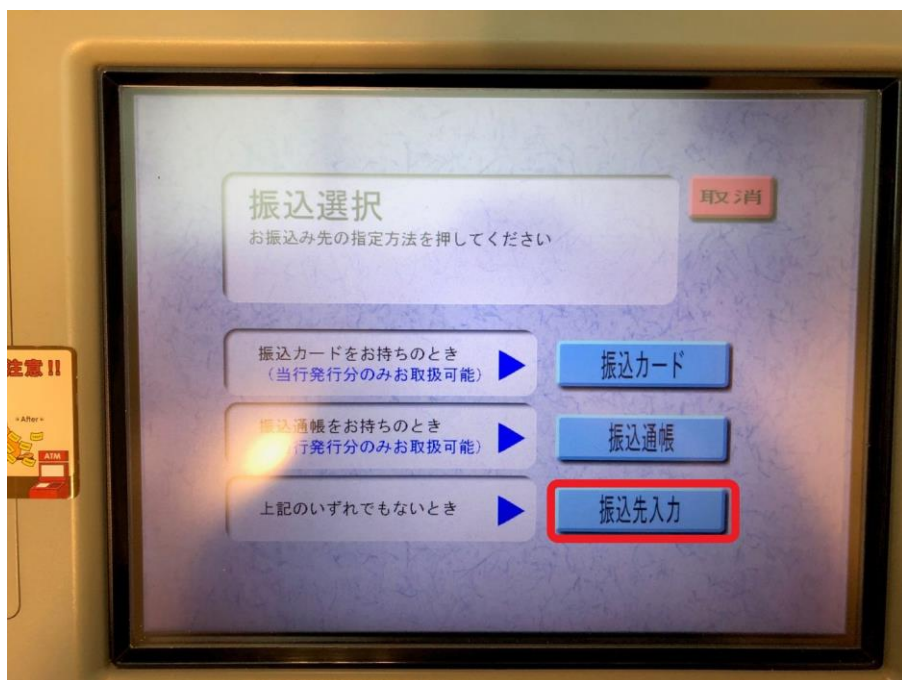 振込選択
取消
お振込み先の指定方法を押してください
振込カードをお持ちのとき
(当行発行分のみお取扱可能)
振込カード
振込通帳をお持ちのとき
行発行分のみお取扱可能)
振込通帳
上記のいずれでもないとき
振込先入力
注意!!
After
ATM